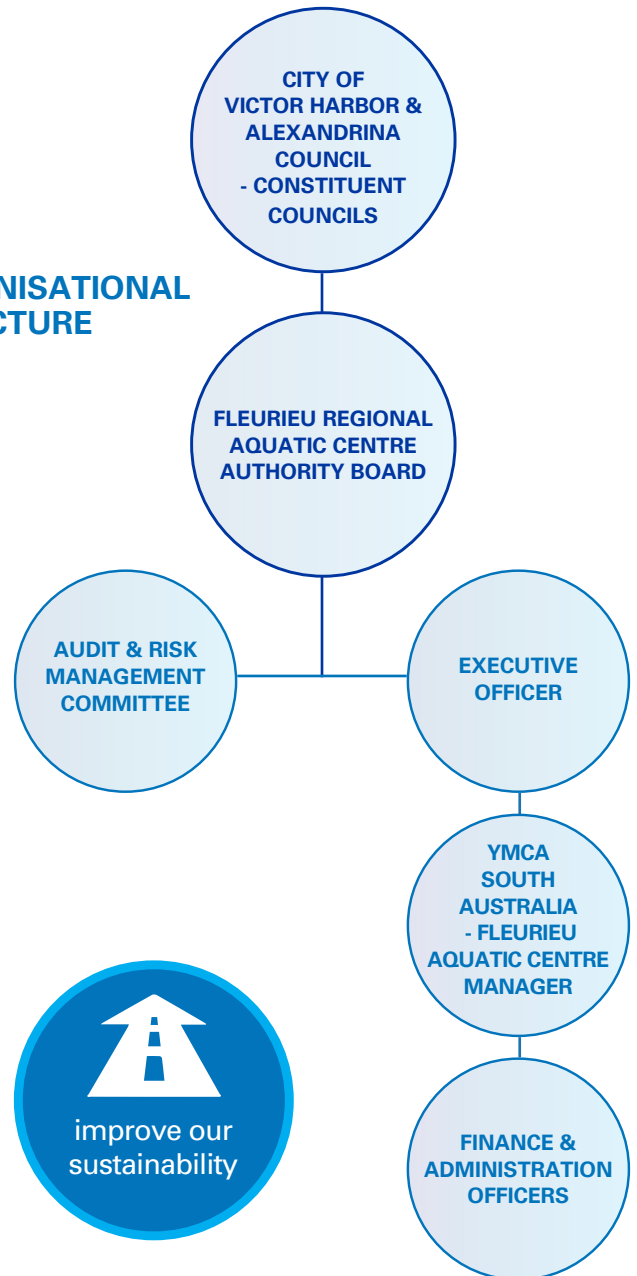 CITY OF
VICTOR HARBOR &
ALEXANDRINA
COUNCIL
- CONSTITUENT
COUNCILS
NISATIONAL
CTURE
FLEURIEU REGIONAL
AQUATIC CENTRE
AUTHORITY BOARD
AUDIT & RISK
MANAGEMENT
COMMITTEE
EXECUTIVE
OFFICER
YMCA
SOUTH
AUSTRALIA
- FLEURIEU
AQUATIC CENTRE
MANAGER
improve our
sustainability
FINANCE &
ADMINISTRATION
OFFICERS